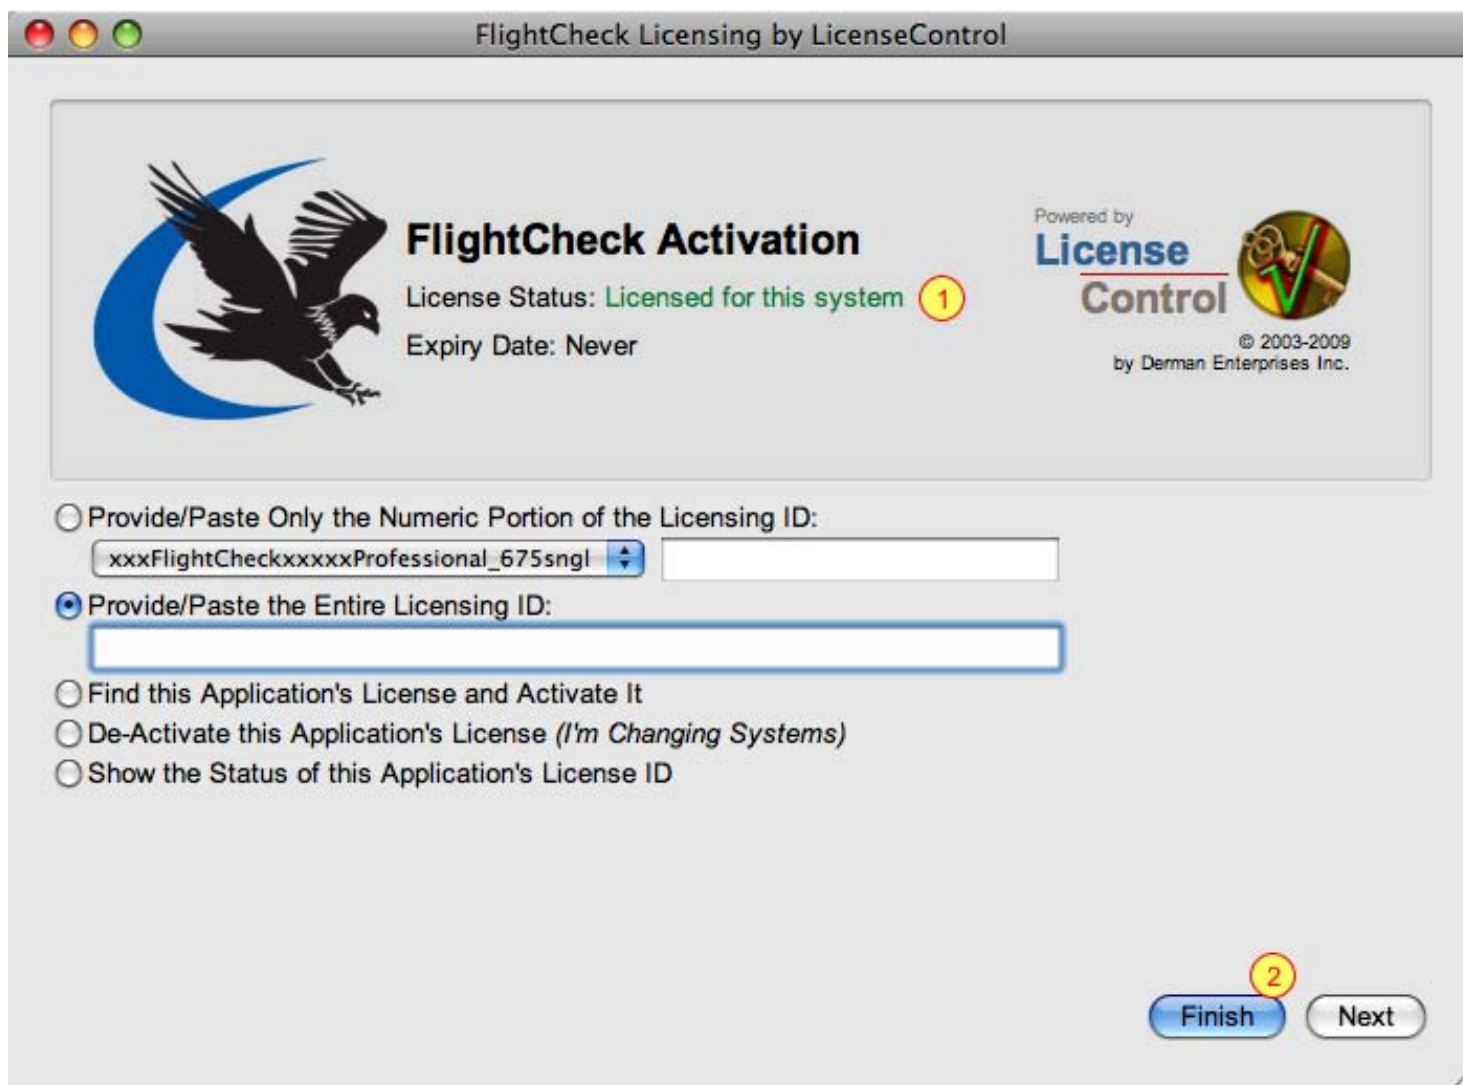 FlightCheck Licensing by LicenseControl
FlightCheck Activation
License Status: Licensed for this system 1
Expiry Date: Never
Powered by
License
Control
© 2003-2009
by Derman Enterprises Inc.
Provide/Paste Only the Numeric Portion of the Licensing ID:
xxxFlightCheckxxxxxProfessional_675sngl
Provide/Paste the Entire Licensing ID:
Find this Application's License and Activate It
De-Activate this Application's License (I'm Changing Systems)
Show the Status of this Application's License ID
2
Finish Next